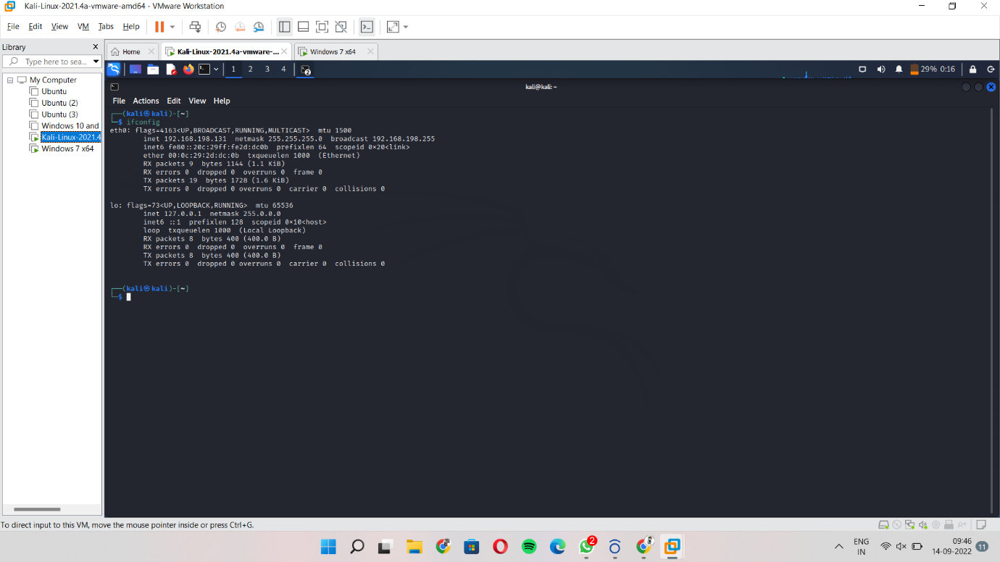 Kali-Linux-2021.4a-vmware-amd64 - VMware Workstation
File Edit View VM Tabs Help
Library
Type here to sea...
My Computer
Ubuntu
Ubuntu (2)
Ubuntu (3)
Windows 10 and
Kali-Linux-2021.4
Windows 7 x64
Home
Kali-Linux-2021.4a-vmware-...
Windows 7 x64
1 2 3 4 2
29% 0:16
kali@kali: ~
File Actions Edit View Help
┌──(kali㉿kali)-[~]
└─$ ifconfig
eth0: flags=4163<UP,BROADCAST,RUNNING,MULTICAST>  mtu 1500
inet 192.168.198.131  netmask 255.255.255.0  broadcast 192.168.198.255
inet6 fe80::20c:29ff:fe2d:dc0b  prefixlen 64  scopeid 0×20<link>
ether 00:0c:29:2d:dc:0b  txqueuelen 1000  (Ethernet)
RX packets 9  bytes 1144 (1.1 KiB)
RX errors 0  dropped 0  overruns 0  frame 0
TX packets 19  bytes 1728 (1.6 KiB)
TX errors 0  dropped 0 overruns 0  carrier 0  collisions 0
lo: flags=73<UP,LOOPBACK,RUNNING>  mtu 65536
inet 127.0.0.1  netmask 255.0.0.0
inet6 ::1  prefixlen 128  scopeid 0×10<host>
loop  txqueuelen 1000  (Local Loopback)
RX packets 8  bytes 400 (400.0 B)
RX errors 0  dropped 0  overruns 0  frame 0
TX packets 8  bytes 400 (400.0 B)
TX errors 0  dropped 0 overruns 0  carrier 0  collisions 0
┌──(kali㉿kali)-[~]
└─$
To direct input to this VM, move the mouse pointer inside or press Ctrl+G.
2
ENG
IN
09:46
14-09-2022
11